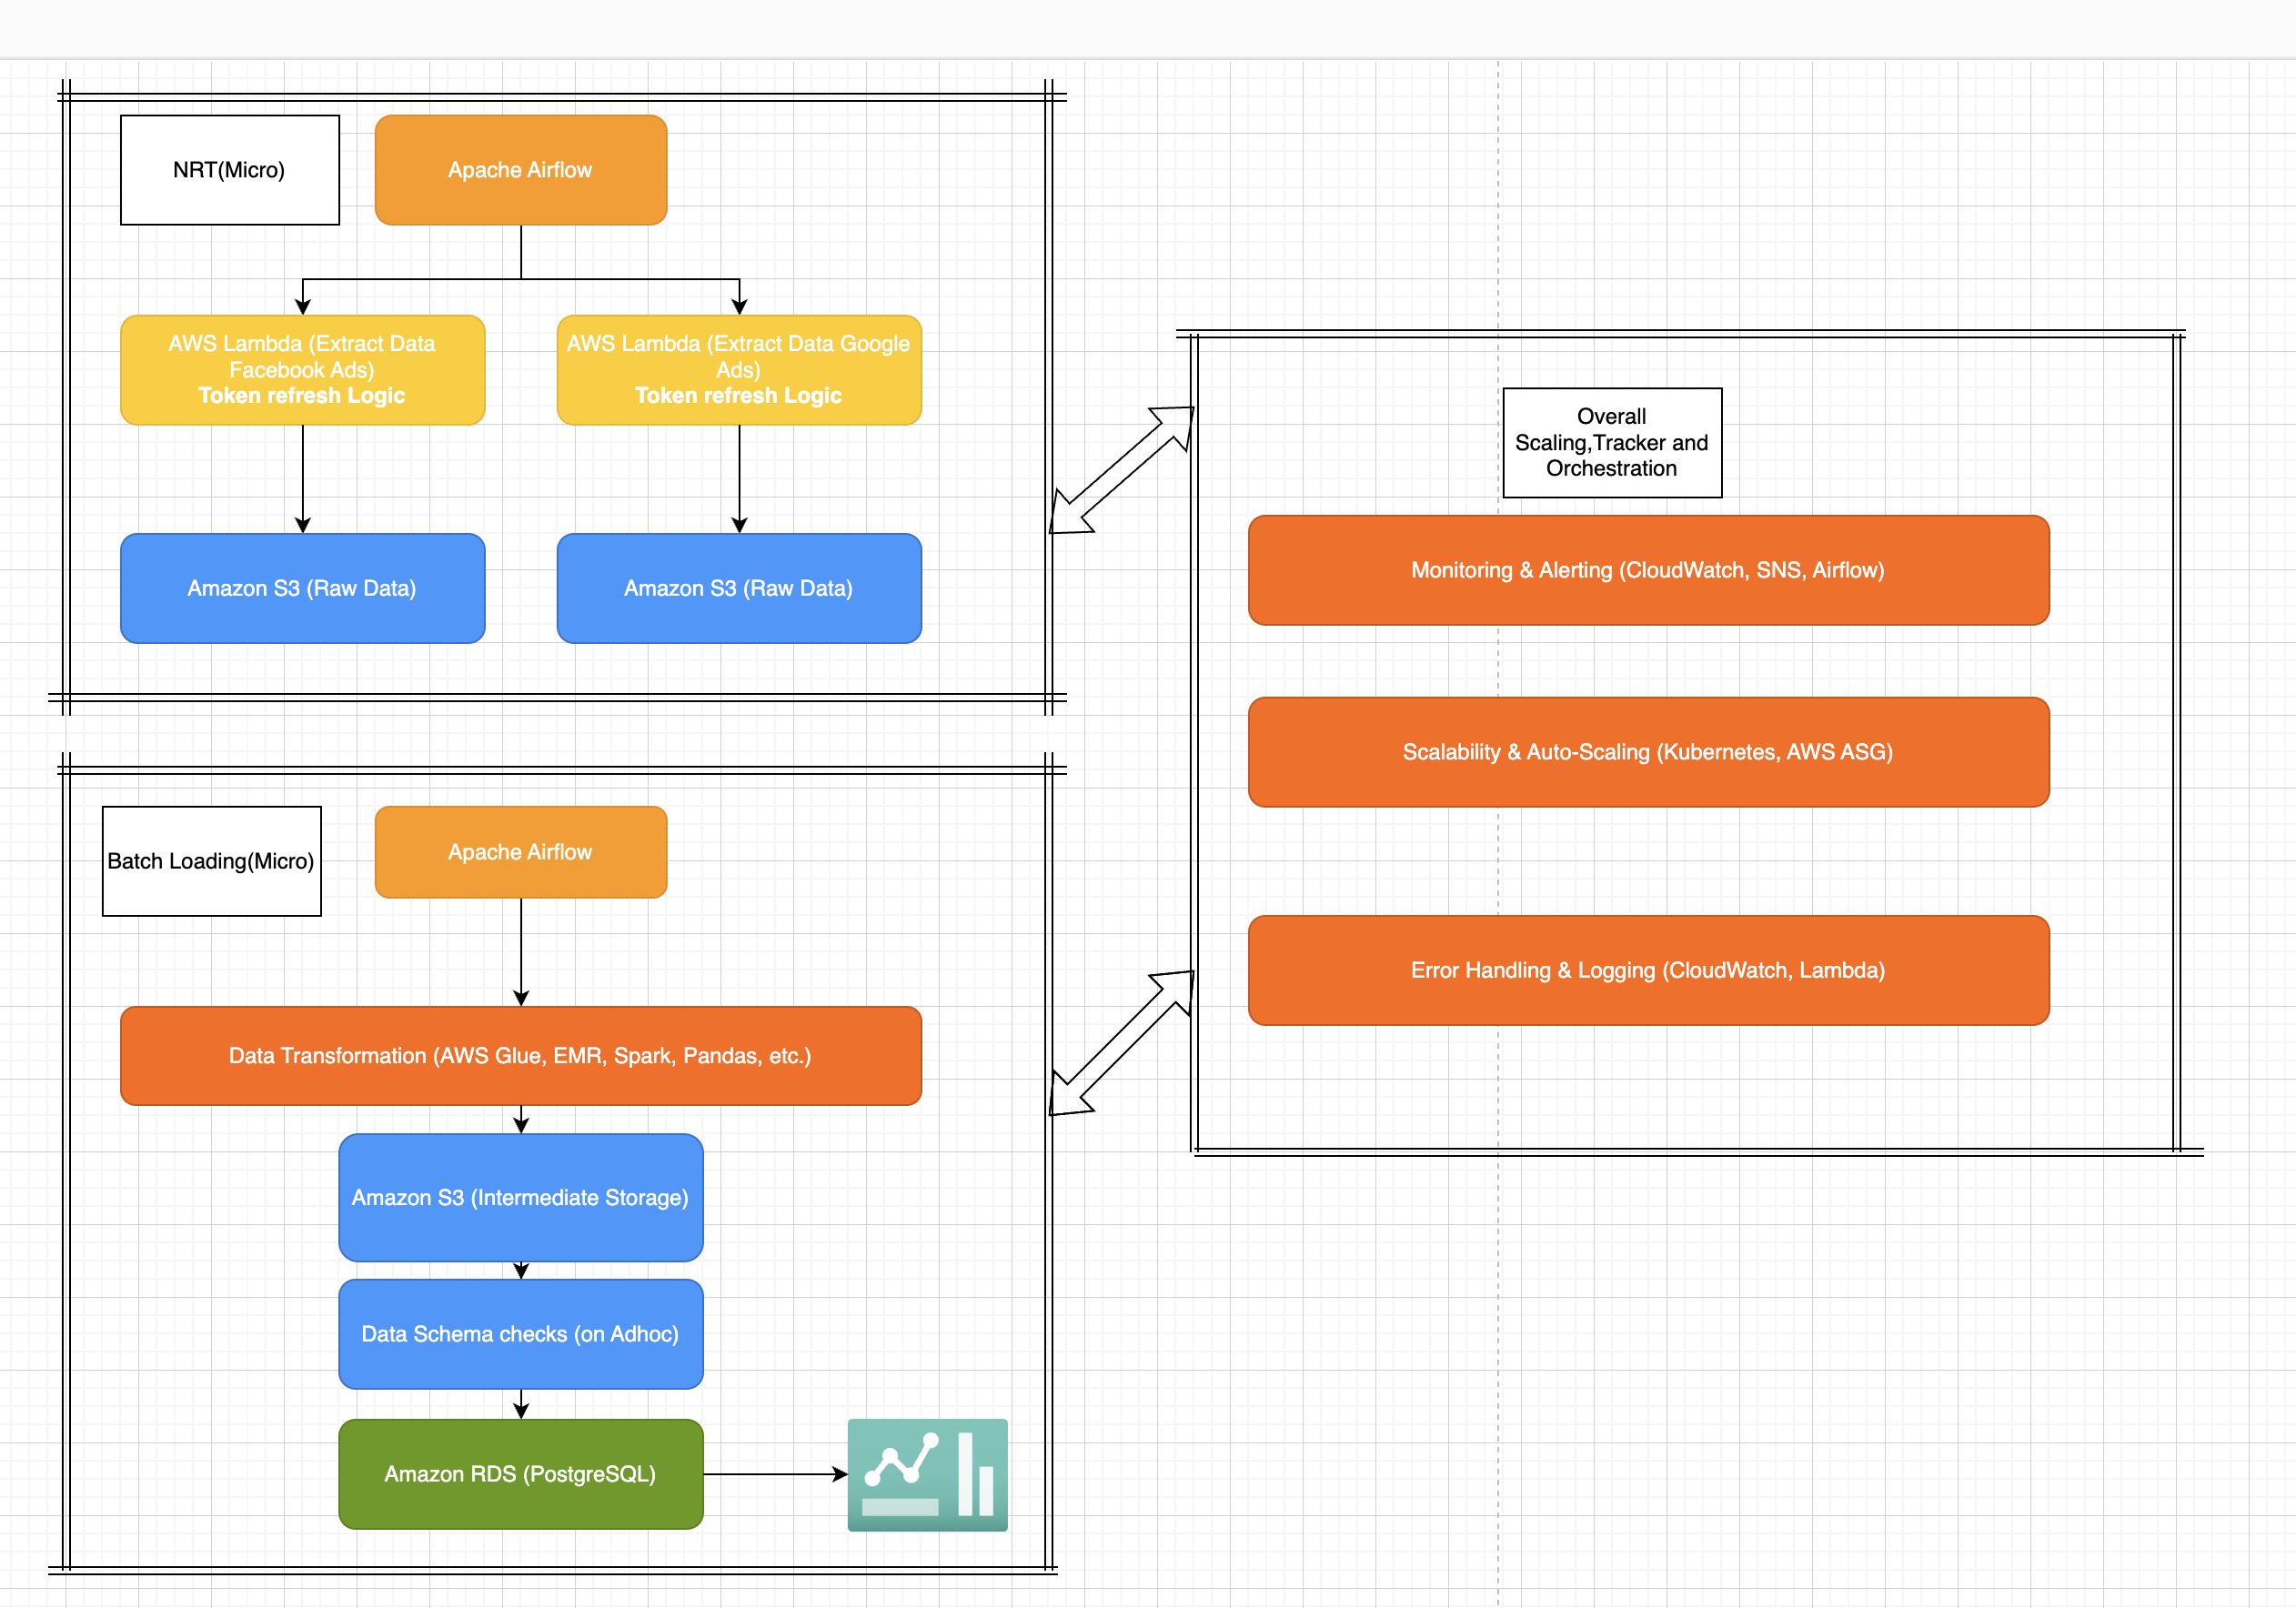 NRT(Micro)
Apache Airflow
AWS Lambda (Extract Data
Facebook Ads)
Token refresh Logic
AWS Lambda (Extract Data Google
Ads)
Token refresh Logic
Amazon S3 (Raw Data)
Amazon S3 (Raw Data)
Batch Loading(Micro)
Apache Airflow
Data Transformation (AWS Glue, EMR, Spark, Pandas, etc.)
Amazon S3 (Intermediate Storage)
Data Schema checks (on Adhoc)
Amazon RDS (PostgreSQL)
Overall
Scaling,Tracker and
Orchestration
Monitoring & Alerting (CloudWatch, SNS, Airflow)
Scalability & Auto-Scaling (Kubernetes, AWS ASG)
Error Handling & Logging (CloudWatch, Lambda)